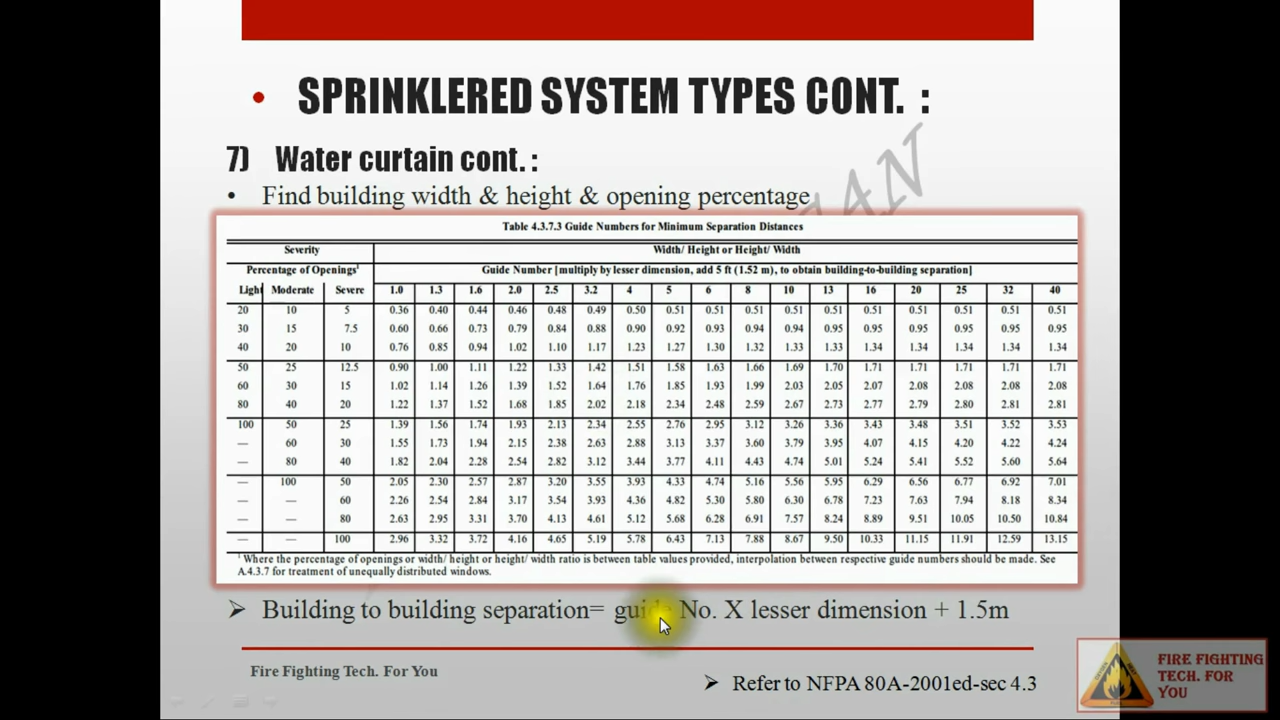 • SPRINKLERED SYSTEM TYPES CONT. :
7) Water curtain cont. :
• Find building width & height & opening percentage
Table 4.3.7.3 Guide Numbers for Minimum Separation Distances
Severity Width/ Height or Height/ Width
Percentage of Openings¹ Guide Number [multiply by lesser dimension, add 5 ft (1.52 m), to obtain building-to-building separation]
Light Moderate Severe 1.0 1.3 1.6 2.0 2.5 3.2 4 5 6 8 10 13 16 20 25 32 40
20 10 5 0.36 0.40 0.44 0.46 0.48 0.49 0.50 0.51 0.51 0.51 0.51 0.51 0.51 0.51 0.51 0.51 0.51
30 15 7.5 0.60 0.66 0.73 0.79 0.84 0.88 0.90 0.92 0.93 0.94 0.94 0.95 0.95 0.95 0.95 0.95 0.95
40 20 10 0.76 0.85 0.94 1.02 1.10 1.17 1.23 1.27 1.30 1.32 1.33 1.33 1.34 1.34 1.34 1.34 1.34
50 25 12.5 0.90 1.00 1.11 1.22 1.33 1.42 1.51 1.58 1.63 1.66 1.69 1.70 1.71 1.71 1.71 1.71 1.71
60 30 15 1.02 1.14 1.26 1.39 1.52 1.64 1.76 1.85 1.93 1.99 2.03 2.05 2.07 2.08 2.08 2.08 2.08
80 40 20 1.22 1.37 1.52 1.68 1.85 2.02 2.18 2.34 2.48 2.59 2.67 2.73 2.77 2.79 2.80 2.81 2.81
100 50 25 1.39 1.56 1.74 1.93 2.13 2.34 2.55 2.76 2.95 3.12 3.26 3.36 3.43 3.48 3.51 3.52 3.53
— 60 30 1.55 1.73 1.94 2.15 2.38 2.63 2.88 3.13 3.37 3.60 3.79 3.95 4.07 4.15 4.20 4.22 4.24
— 80 40 1.82 2.04 2.28 2.54 2.82 3.12 3.44 3.77 4.11 4.43 4.74 5.01 5.24 5.41 5.52 5.60 5.64
— 100 50 2.05 2.30 2.57 2.87 3.20 3.55 3.93 4.33 4.74 5.16 5.56 5.95 6.29 6.56 6.77 6.92 7.01
— — 60 2.26 2.54 2.84 3.17 3.54 3.93 4.36 4.82 5.30 5.80 6.30 6.78 7.23 7.63 7.94 8.18 8.34
— — 80 2.63 2.95 3.31 3.70 4.13 4.61 5.12 5.68 6.28 6.91 7.57 8.24 8.89 9.51 10.05 10.50 10.84
— — 100 2.96 3.32 3.72 4.16 4.65 5.19 5.78 6.43 7.13 7.88 8.67 9.50 10.33 11.15 11.91 12.59 13.15
¹ Where the percentage of openings or width/ height or height/ width ratio is between table values provided, interpolation between respective guide numbers should be made. See
A.4.3.7 for treatment of unequally distributed windows.
➢ Building to building separation= guide No. X lesser dimension + 1.5m
Fire Fighting Tech. For You
➢ Refer to NFPA 80A-2001ed-sec 4.3
FIRE FIGHTING
TECH. FOR
YOU